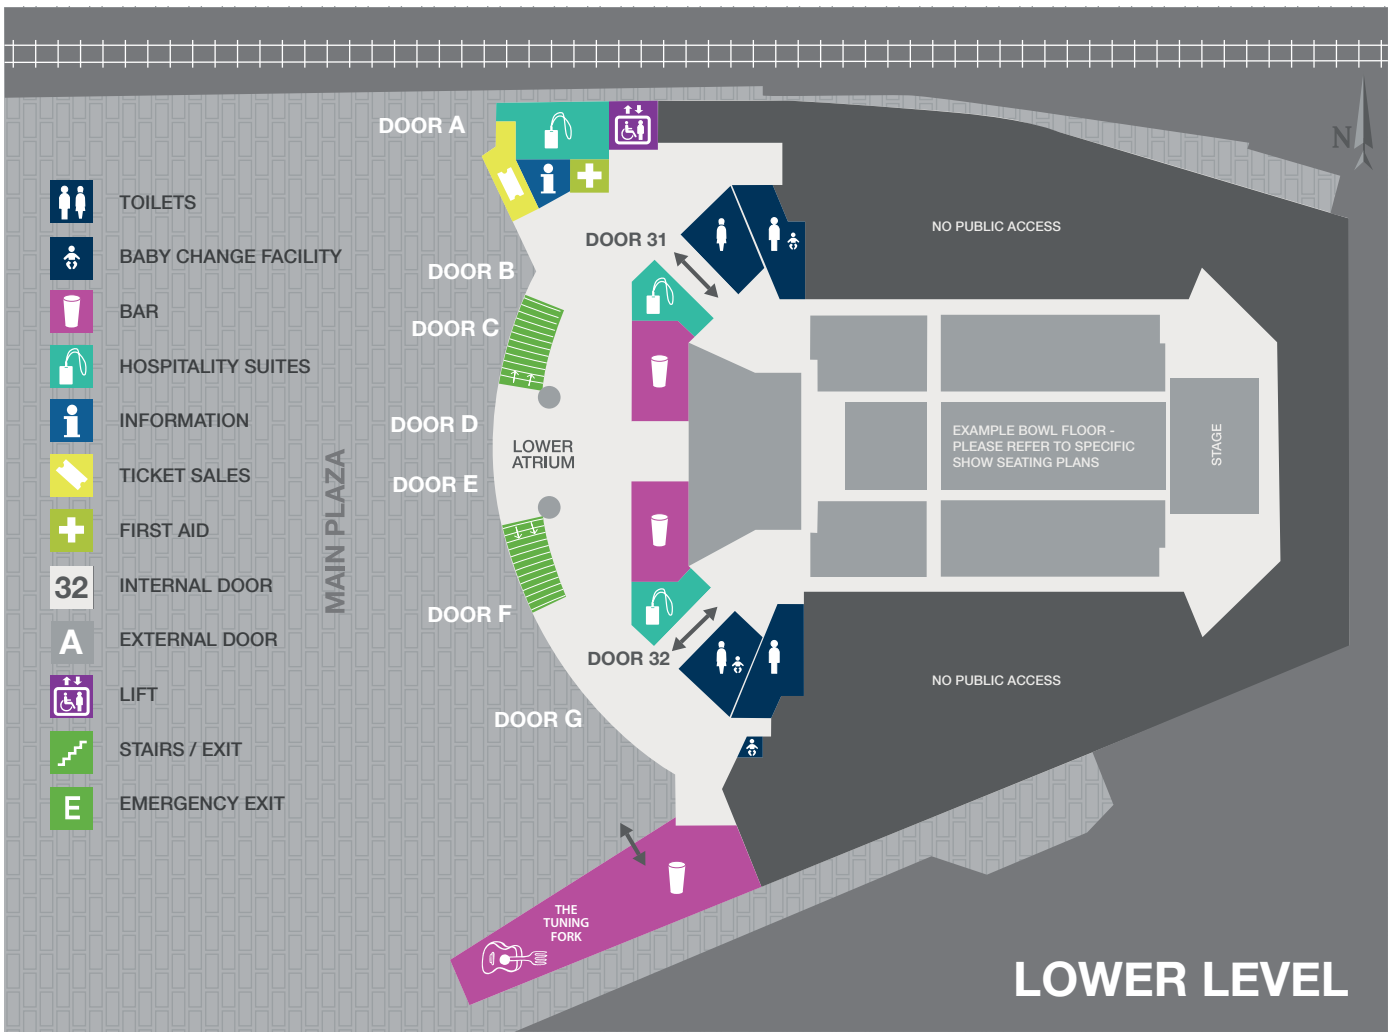 DOOR A
N
TOILETS
BABY CHANGE FACILITY
BAR
HOSPITALITY SUITES
INFORMATION
TICKET SALES
FIRST AID
32
INTERNAL DOOR
A
EXTERNAL DOOR
LIFT
STAIRS / EXIT
E
EMERGENCY EXIT
MAIN PLAZA
DOOR 31
DOOR B
DOOR C
DOOR D
LOWER
ATRIUM
DOOR E
DOOR F
DOOR 32
DOOR G
NO PUBLIC ACCESS
EXAMPLE BOWL FLOOR -
PLEASE REFER TO SPECIFIC
SHOW SEATING PLANS
STAGE
NO PUBLIC ACCESS
THE
TUNING
FORK
LOWER LEVEL